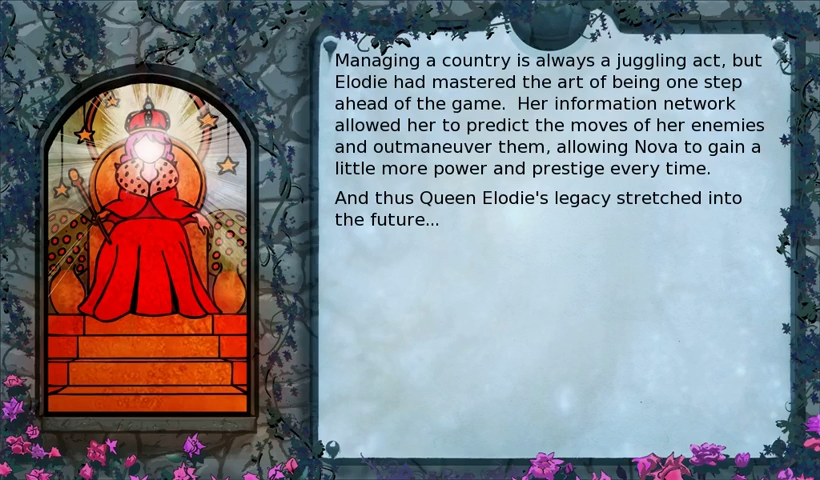 Managing a country is always a juggling act, but
Elodie had mastered the art of being one step
ahead of the game.  Her information network
allowed her to predict the moves of her enemies
and outmaneuver them, allowing Nova to gain a
little more power and prestige every time.
And thus Queen Elodie's legacy stretched into
the future...